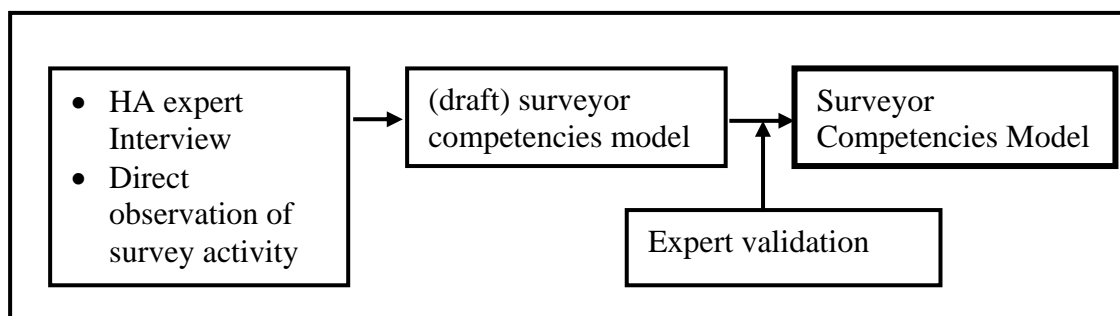 • HA expert
Interview
• Direct
observation of
survey activity
(draft) surveyor
competencies model
Surveyor
Competencies Model
Expert validation